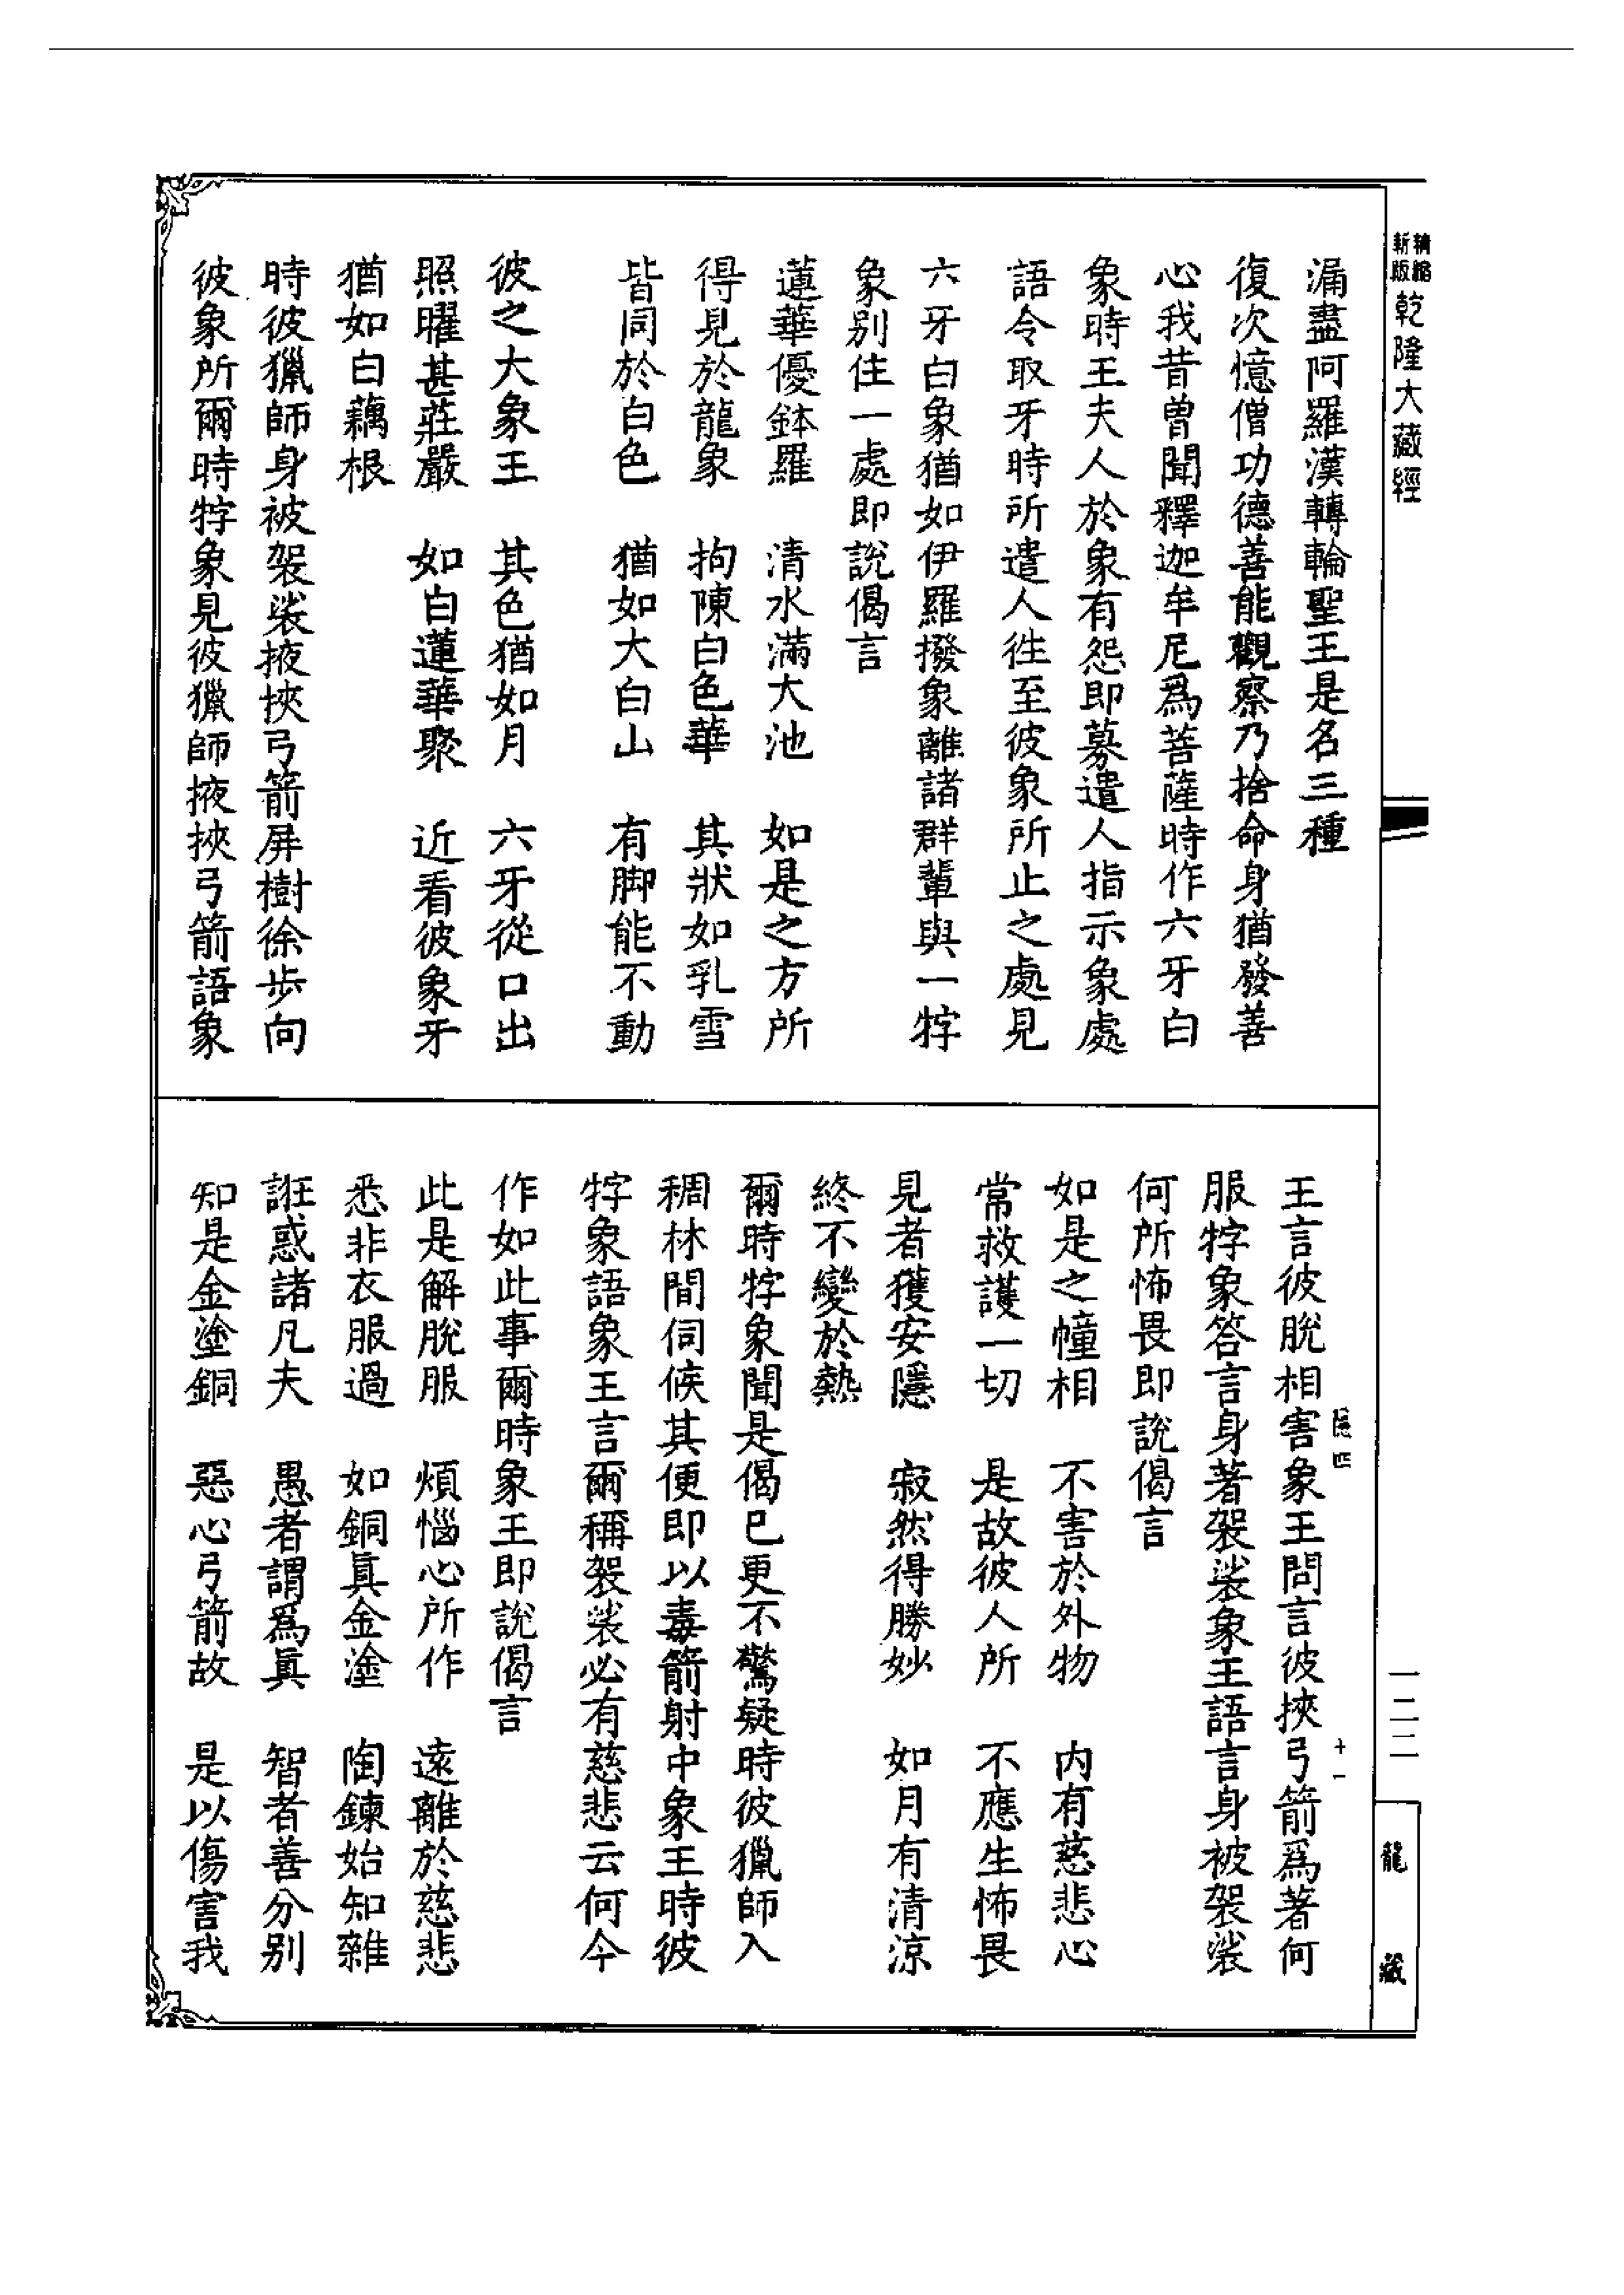 精縮
新版
乾隆大藏經
漏盡阿羅漢轉輪聖王是名三種
復次憶僧功德善能觀察乃捨命身猶發善
心我昔曽聞釋迦牟尼爲菩薩時作六牙白
象時王夫人於象有怨即募遣人指示象處
語令取牙時所遣人往至彼象所止之處見
六牙白象猶如伊羅撥象離諸群輩與一牸
象别住一處即說偈言
蓮華優鉢羅　清水滿大池　如是之方所
得見於龍象　拘陳白色華　其狀如乳雪
皆同於白色　猶如大白山　有脚能不動
彼之大象王　其色猶如月　六牙從口出
照曜甚莊嚴　如白蓮華聚　近看彼象牙
猶如白藕根
時彼獵師身被袈裟掖挾弓箭屏樹徐步向
彼象所爾時牸象見彼獵師掖挾弓箭語象
隱四
十一
王言彼脫相害象王問言彼挾弓箭爲著何
服牸象答言身著袈裟象王語言身被袈裟
何所怖畏即說偈言
如是之幢相　不害於外物　内有慈悲心
常救護一切　是故彼人所　不應生怖畏
見者獲安隱　寂然得勝妙　如月有清涼
終不變於熱
爾時牸象聞是偈已更不驚疑時彼獵師入
稠林間伺候其便即以毒箭射中象王時彼
牸象語象王言爾稱袈裟必有慈悲云何今
作如此事爾時象王即說偈言
此是解脫服　煩惱心所作　遠離於慈悲
悉非衣服過　如銅真金塗　陶鍊始知雜
誑惑諸凡夫　愚者謂爲真　智者善分别
知是金塗銅　惡心弓箭故　是以傷害我
一二二
龍藏